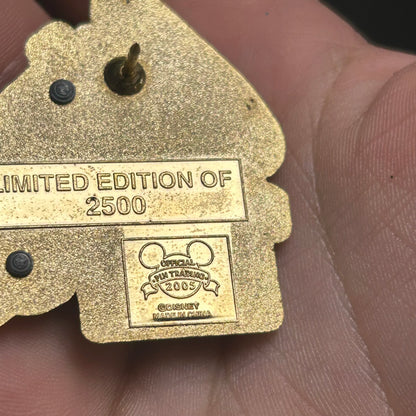 LIMITED EDITION OF
2500
OFFICIAL
PIN TRADING
2005
©DISNEY
MADE IN CHINA